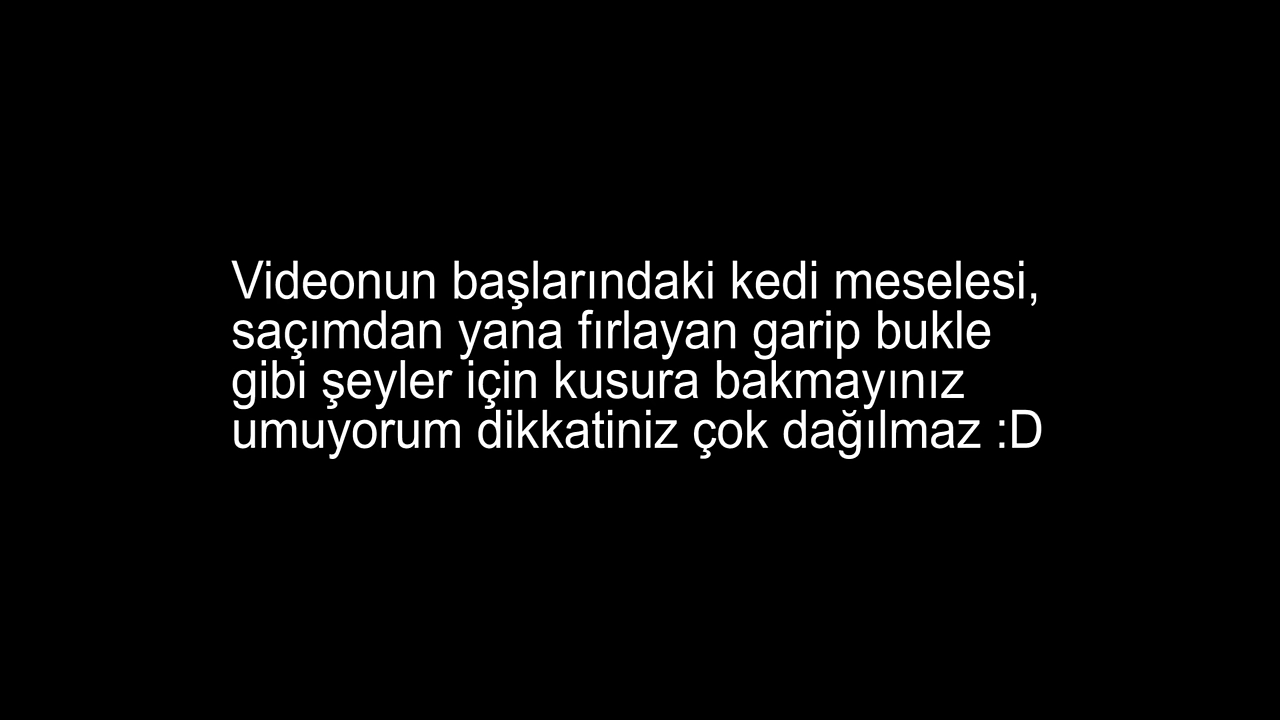 Videonun başlarındaki kedi meselesi,
saçımdan yana fırlayan garip bukle
gibi şeyler için kusura bakmayınız
umuyorum dikkatiniz çok dağılmaz :D